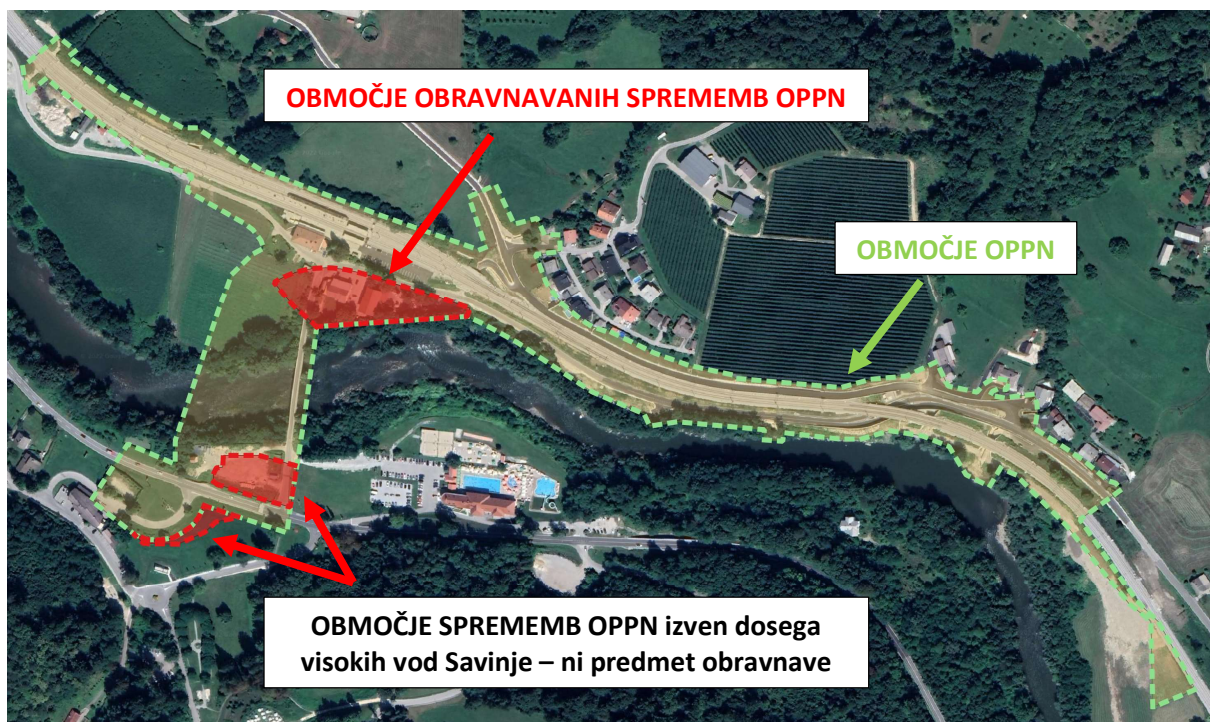 OBMOČJE OBRAVNAVANIH SPREMEMB OPPN
OBMOČJE OPPN
OBMOČJE SPREMEMB OPPN izven dosega
visokih vod Savinje – ni predmet obravnave